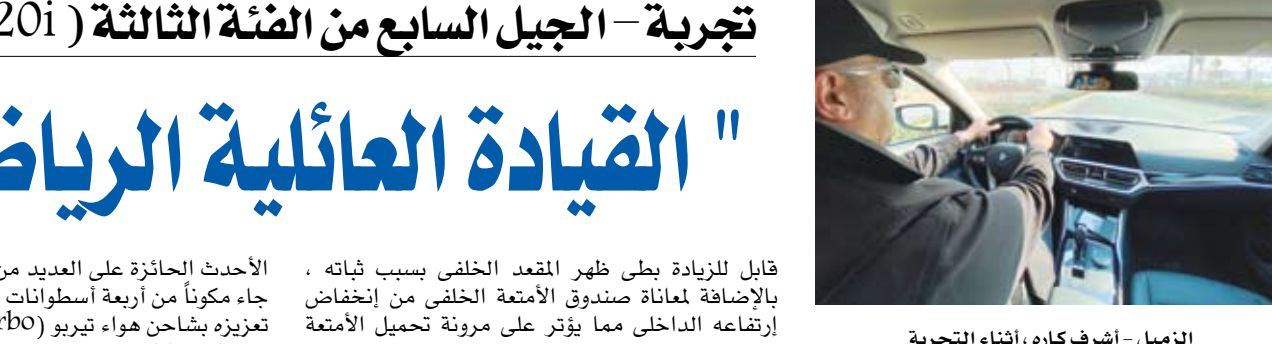 تجربة – الجيل السابع من الفئة الثالثة ( 20i
" القيادة العائلية
الزميل – أشرف كاره ، أثناء التجربة
قابل للزيادة بطى ظهر المقعد الخلفى بسبب ثباته ،
بالإضافة لمعاناة صندوق الأمتعة الخلفى من إنخفاض
إرتفاعه الداخلى مما يؤثر على مرونة تحميل الأمتعة
الأحدث الحائزة على العديد من
جاء مكوناً من أربعة أسطوانات
تعزيزه بشاحن هواء تيربو (rbo